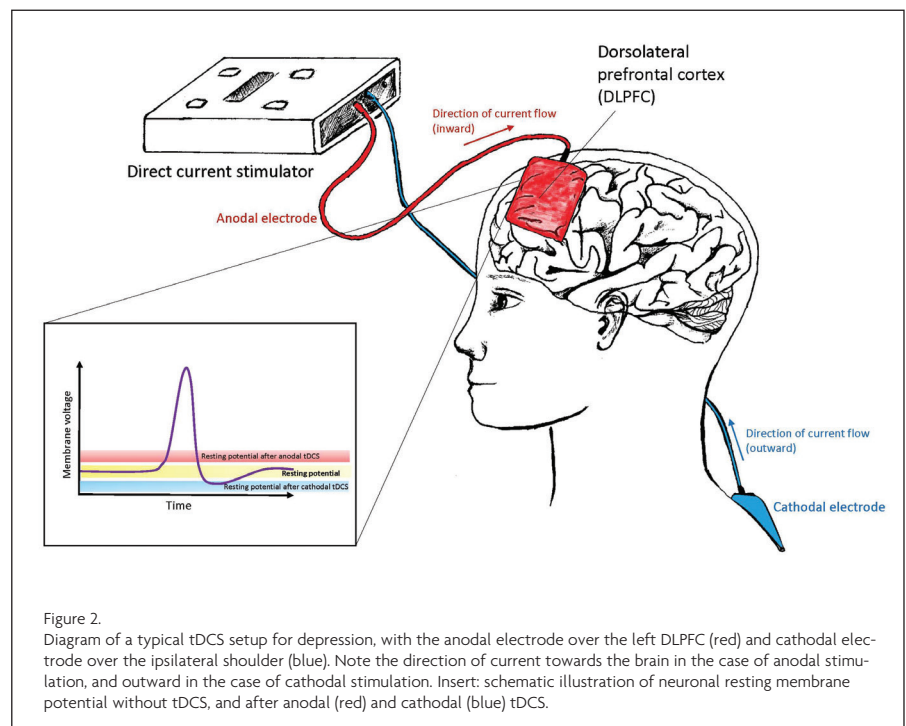 Dorsolateral
prefrontal cortex
(DLPFC)
Direction of current flow
(inward)
Direct current stimulator
Anodal electrode
Membrane voltage
Resting potential after anodal tDCS
Resting potential
Resting potential after cathodal tDCS
Time
Direction of current flow
(outward)
Cathodal electrode
Figure 2.
Diagram of a typical tDCS setup for depression, with the anodal electrode over the left DLPFC (red) and cathodal elec-
trode over the ipsilateral shoulder (blue). Note the direction of current towards the brain in the case of anodal stimu-
lation, and outward in the case of cathodal stimulation. Insert: schematic illustration of neuronal resting membrane
potential without tDCS, and after anodal (red) and cathodal (blue) tDCS.